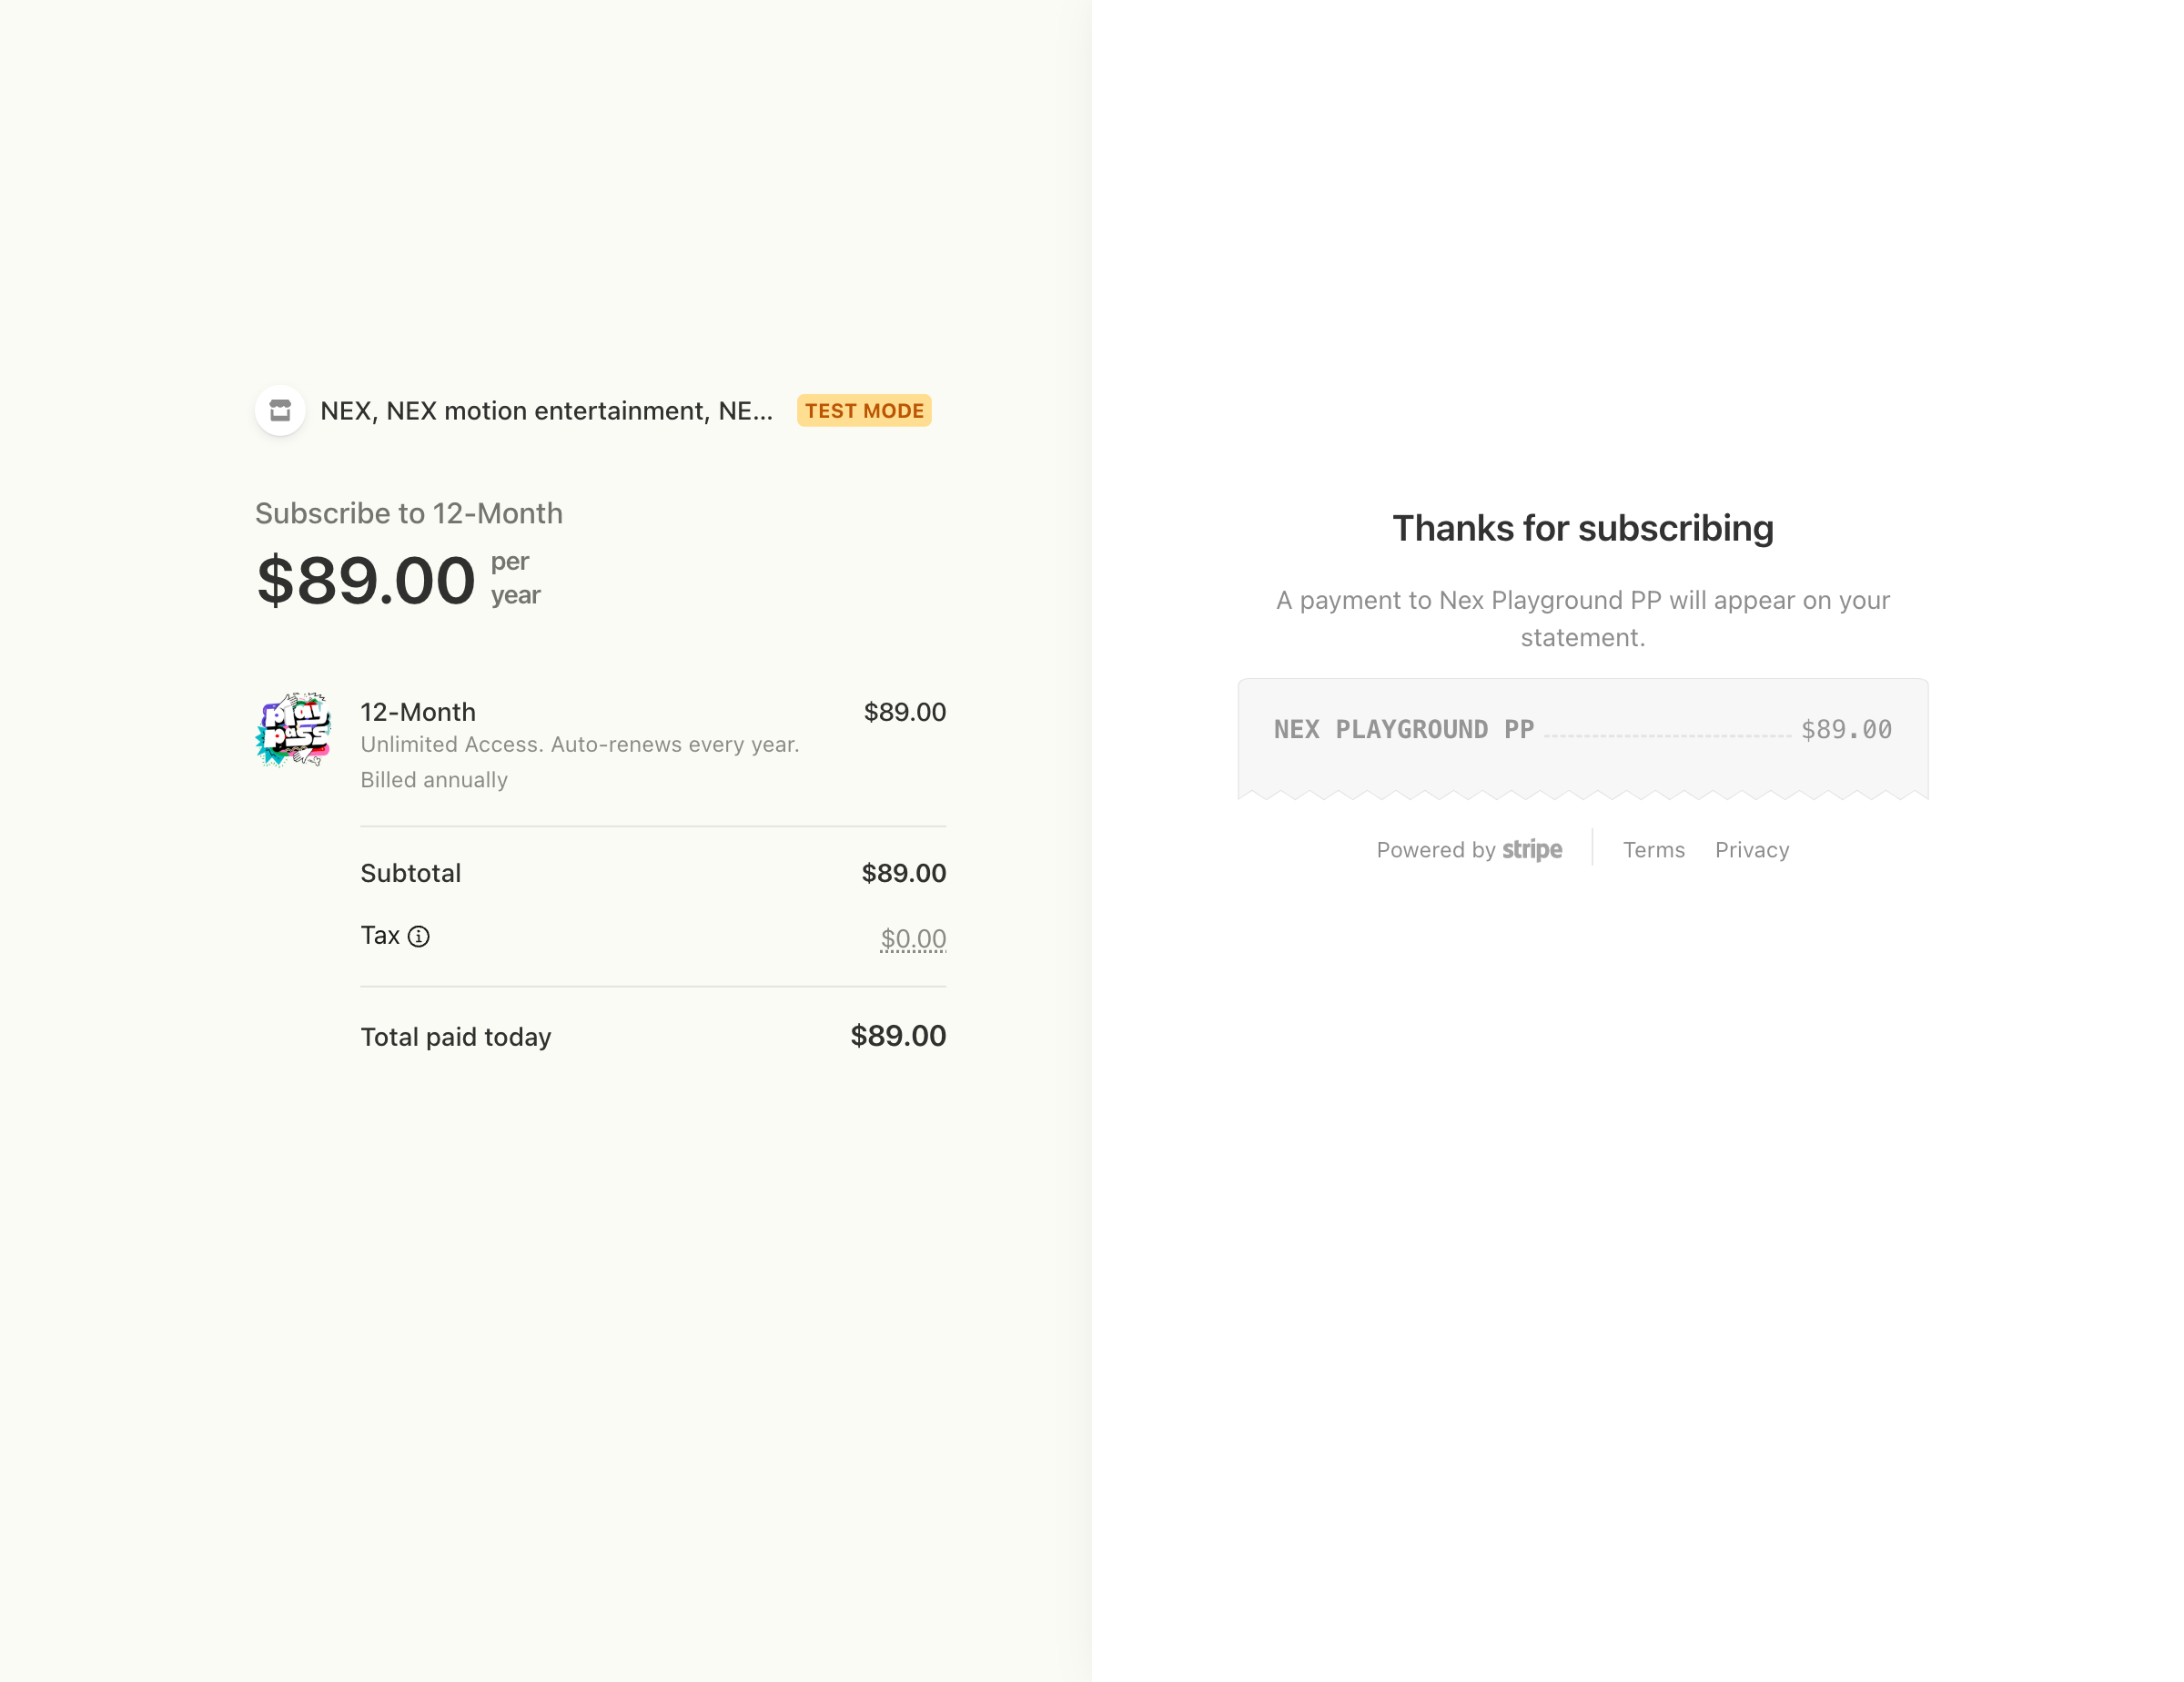 NEX, NEX motion entertainment, NE...
TEST MODE
Subscribe to 12-Month
$89.00
per
year
play
pass
12-Month
$89.00
Unlimited Access. Auto-renews every year.
Billed annually
Subtotal
$89.00
Tax
$0.00
Total paid today
$89.00
Thanks for subscribing
A payment to Nex Playground PP will appear on your
statement.
NEX PLAYGROUND PP
$89.00
Powered by stripe
Terms
Privacy